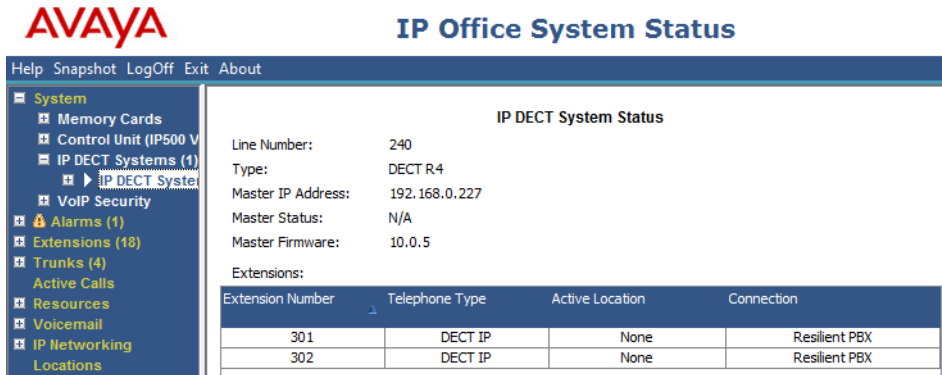 AVAYA
IP Office System Status
Help Snapshot LogOff Exit About
System
Memory Cards
Control Unit (IP500 V
IP DECT Systems (1)
IP DECT System
VoIP Security
Alarms (1)
Extensions (18)
Trunks (4)
Active Calls
Resources
Voicemail
IP Networking
Locations
IP DECT System Status
Line Number: 240
Type: DECT R4
Master IP Address: 192.168.0.227
Master Status: N/A
Master Firmware: 10.0.5
Extensions:
Extension Number Telephone Type Active Location Connection
301 DECT IP None Resilient PBX
302 DECT IP None Resilient PBX